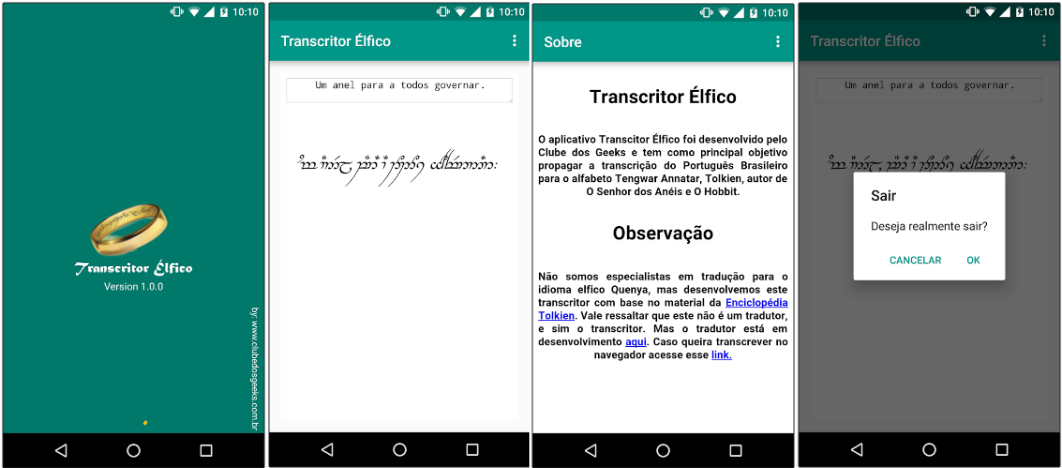 10:10
Transcritor Élfico
Version 1.0.0
by: www.clubedosgeeks.com.br
10:10
Transcritor Élfico
Um anel para a todos governar.
10:10
Sobre
Transcritor Élfico
O aplicativo Transcitor Élfico foi desenvolvido pelo
Clube dos Geeks e tem como principal objetivo
propagar a transcrição do Português Brasileiro
para o alfabeto Tengwar Annatar, Tolkien, autor de
O Senhor dos Anéis e O Hobbit.
Observação
Não somos especialistas em tradução para o
idioma elfico Quenya, mas desenvolvemos este
transcritor com base no material da Enciclopédia
Tolkien. Vale ressaltar que este não é um tradutor,
e sim o transcritor. Mas o tradutor está em
desenvolvimento aqui. Caso queira transcrever no
navegador acesse esse link.
10:10
Transcritor Élfico
Um anel para a todos governar.
Sair
Deseja realmente sair?
CANCELAR OK